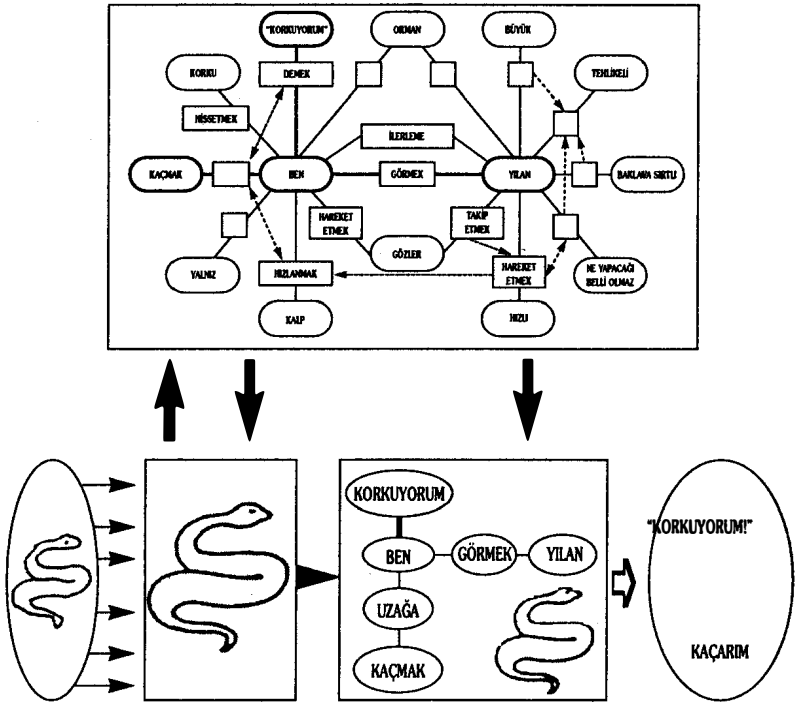 "KORKUYORUM"
ORMAN
BÜYÜK
KORKU
DEMEK
TEHLİKELİ
HİSSETMEK
İLERLEME
KAÇMAK
BEN
GÖRMEK
YILAN
BAKLAVA SIRTLI
HAREKET
ETMEK
TAKİP
ETMEK
YALNIZ
GÖZLER
HIZLANMAK
HAREKET
ETMEK
NE YAPACAĞI
BELLİ OLMAZ
KALP
HIZLI
KORKUYORUM
BEN
GÖRMEK
YILAN
UZAĞA
KAÇMAK
"KORKUYORUM!"
KAÇARIM